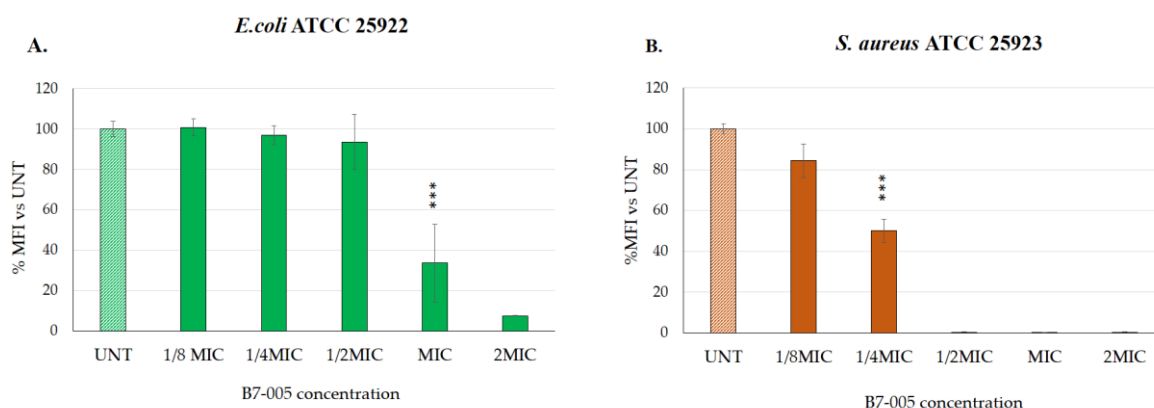 E.coli ATCC 25922
A.
120
100
80
60
40
20
0
% MFI vs UNT
***
UNT 1/8 MIC 1/4MIC 1/2MIC MIC 2MIC
B7-005 concentration
S. aureus ATCC 25923
B.
120
100
80
60
40
20
0
%MFI vs UNT
***
UNT 1/8MIC 1/4MIC 1/2MIC MIC 2MIC
B7-005 concentration